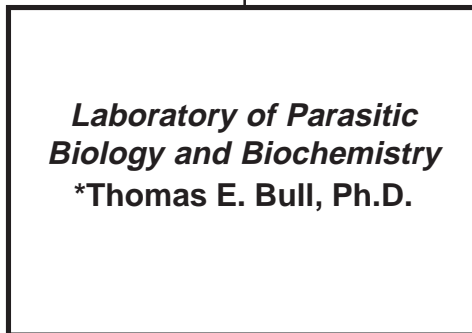 Laboratory of Parasitic
Biology and Biochemistry
*Thomas E. Bull, Ph.D.